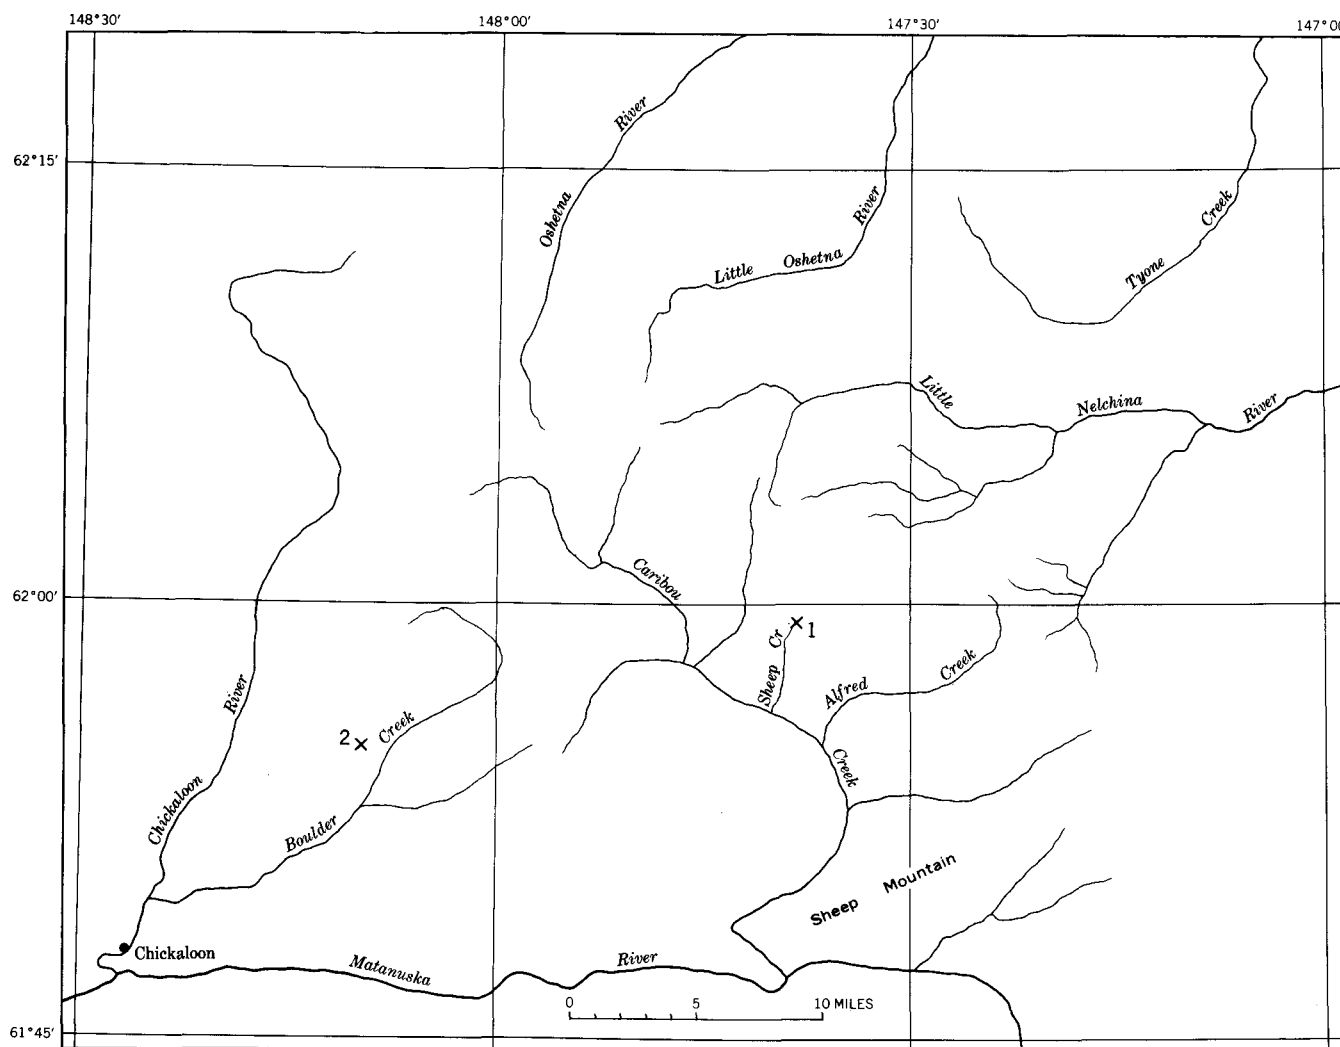 148°30′
148°00′
147°30′
147°00
62°15′
River
Oshetna
River
Little Oshetna
Creek
Tyone
Little
Nelchina
River
62°00′
Caribou
Sheep Cr
1
Alfred
Creek
River
2
Creek
Chickaloon
Boulder
Creek
Sheep Mountain
Chickaloon
Matanuska
River
0 5 10 MILES
61°45′